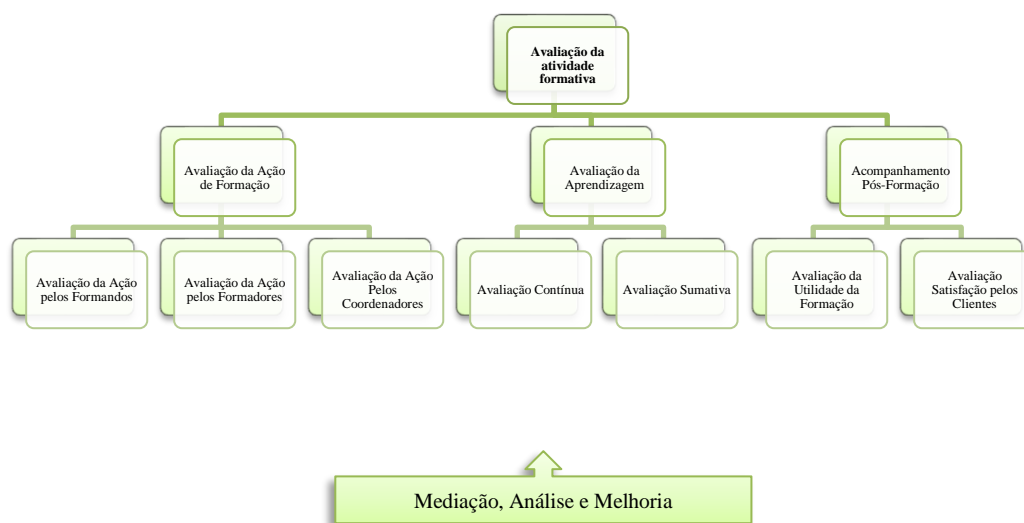 Avaliação da
atividade
formativa
Avaliação da Ação
de Formação
Avaliação da
Aprendizagem
Acompanhamento
Pós-Formação
Avaliação da Ação
pelos Formandos
Avaliação da Ação
pelos Formadores
Avaliação da Ação
Pelos
Coordenadores
Avaliação Contínua
Avaliação Sumativa
Avaliação da
Utilidade da
Formação
Avaliação
Satisfação pelos
Clientes
Mediação, Análise e Melhoria